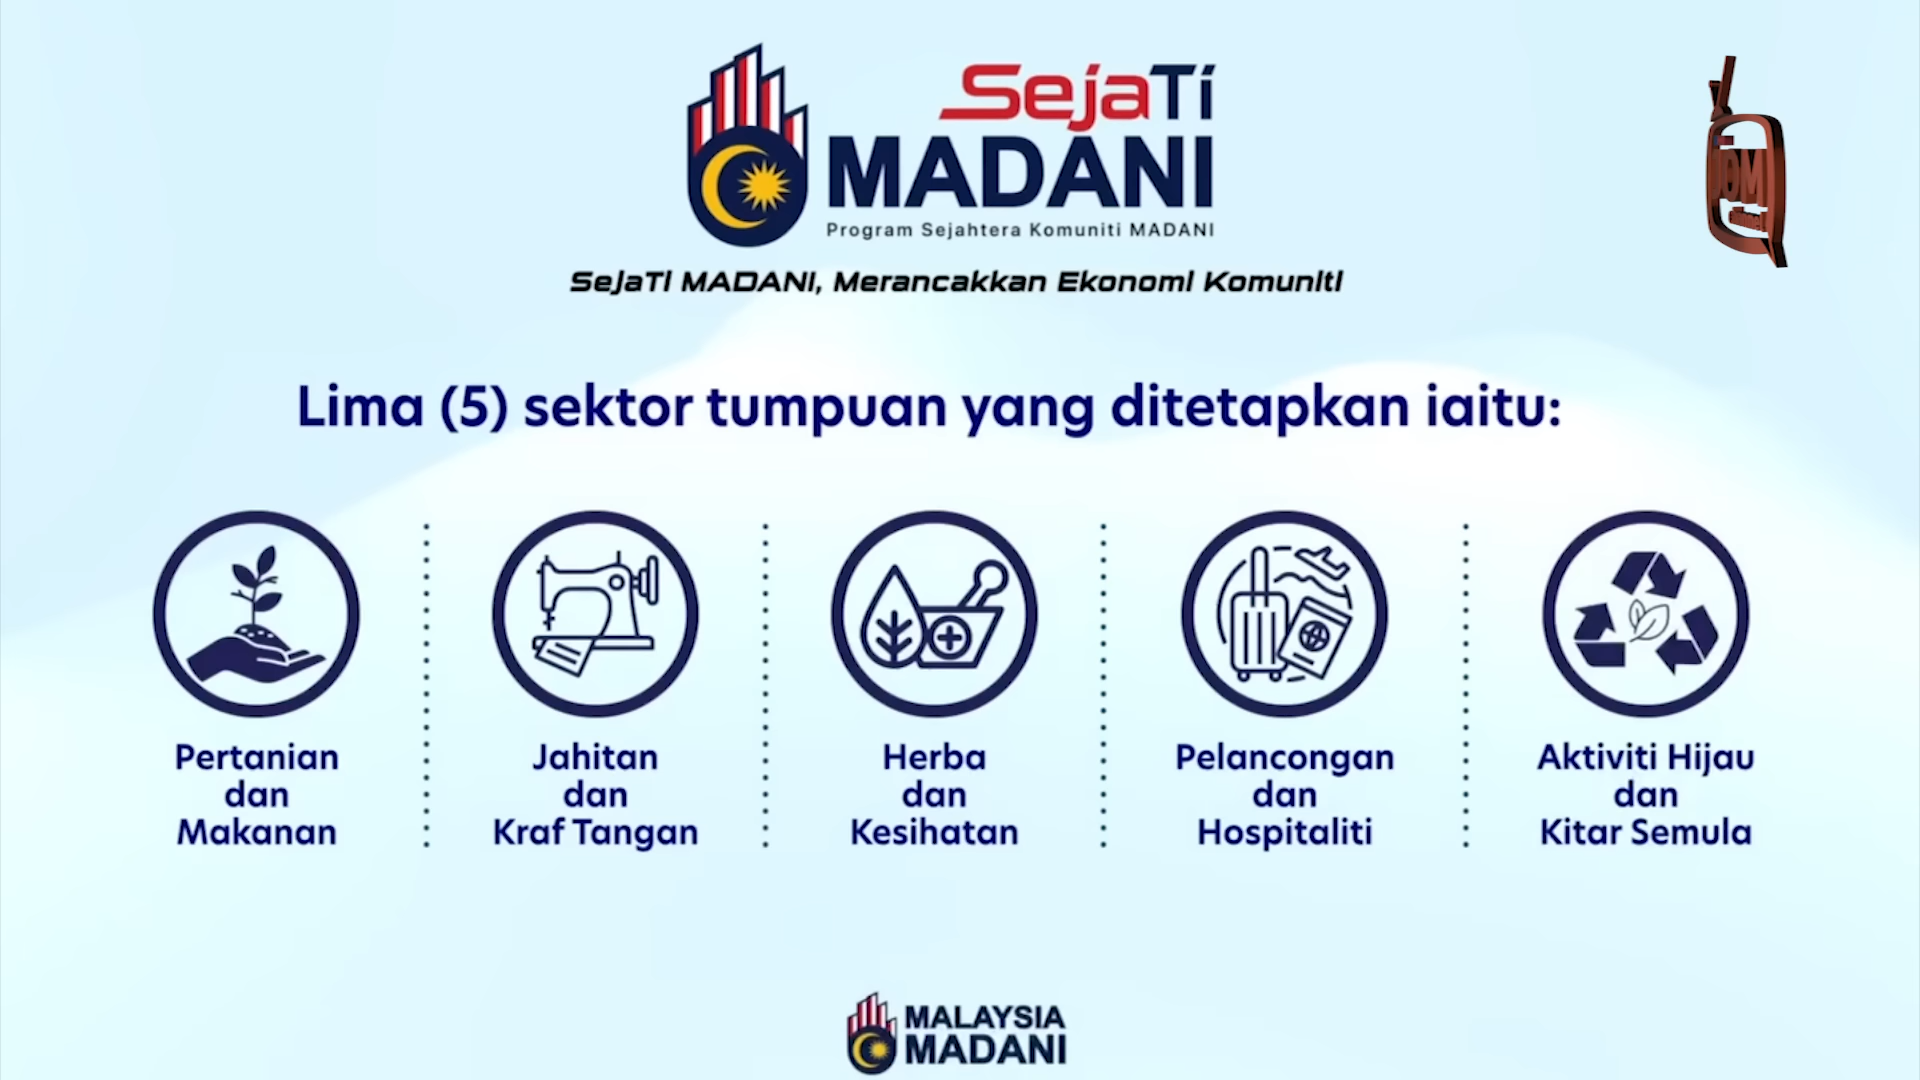 SejaTi
MADANI
Program Sejahtera Komuniti MADANI
SejaTi MADANI, Merancakkan Ekonomi Komuniti
JOM
Lima (5) sektor tumpuan yang ditetapkan iaitu:
Pertanian
dan
Makanan
Jahitan
dan
Kraf Tangan
Herba
dan
Kesihatan
Pelancongan
dan
Hospitaliti
Aktiviti Hijau
dan
Kitar Semula
MALAYSIA
MADANI